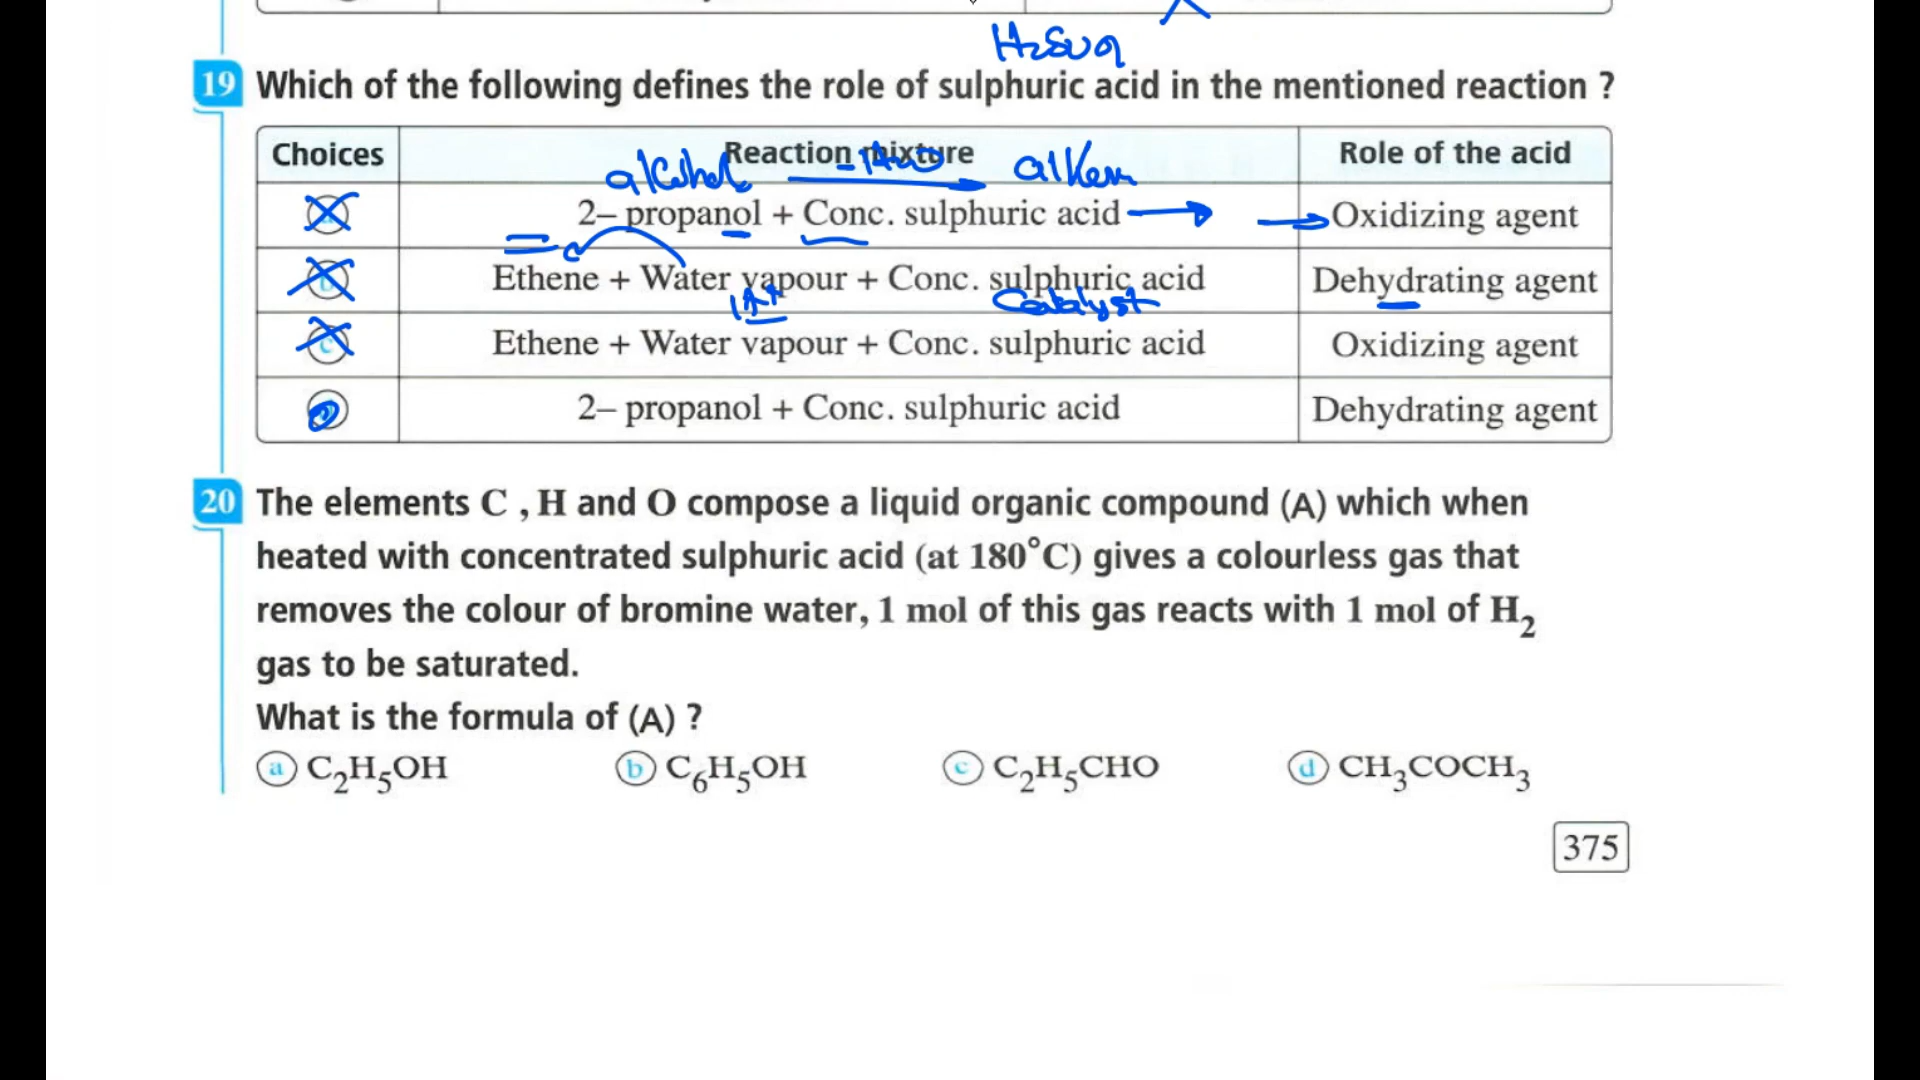 H2SO4
19 Which of the following defines the role of sulphuric acid in the mentioned reaction ?
Choices Reaction mixture Role of the acid
alcohol -H2O alken
2– propanol + Conc. sulphuric acid Oxidizing agent
b Ethene + Water vapour + Conc. sulphuric acid Dehydrating agent
H+ Catalyst
c Ethene + Water vapour + Conc. sulphuric acid Oxidizing agent
2– propanol + Conc. sulphuric acid Dehydrating agent
20 The elements C , H and O compose a liquid organic compound (A) which when
heated with concentrated sulphuric acid (at 180°C) gives a colourless gas that
removes the colour of bromine water, 1 mol of this gas reacts with 1 mol of H2
gas to be saturated.
What is the formula of (A) ?
a C2H5OH b C6H5OH c C2H5CHO d CH3COCH3
375